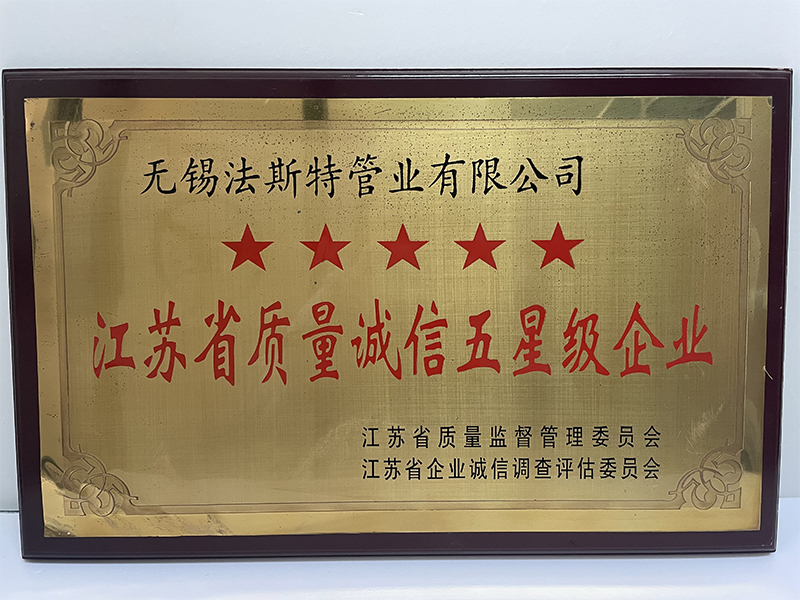 无锡法斯特管业有限公司
江苏省质量诚信五星级企业
江苏省质量监督管理委员会
江苏省企业诚信调查评估委员会